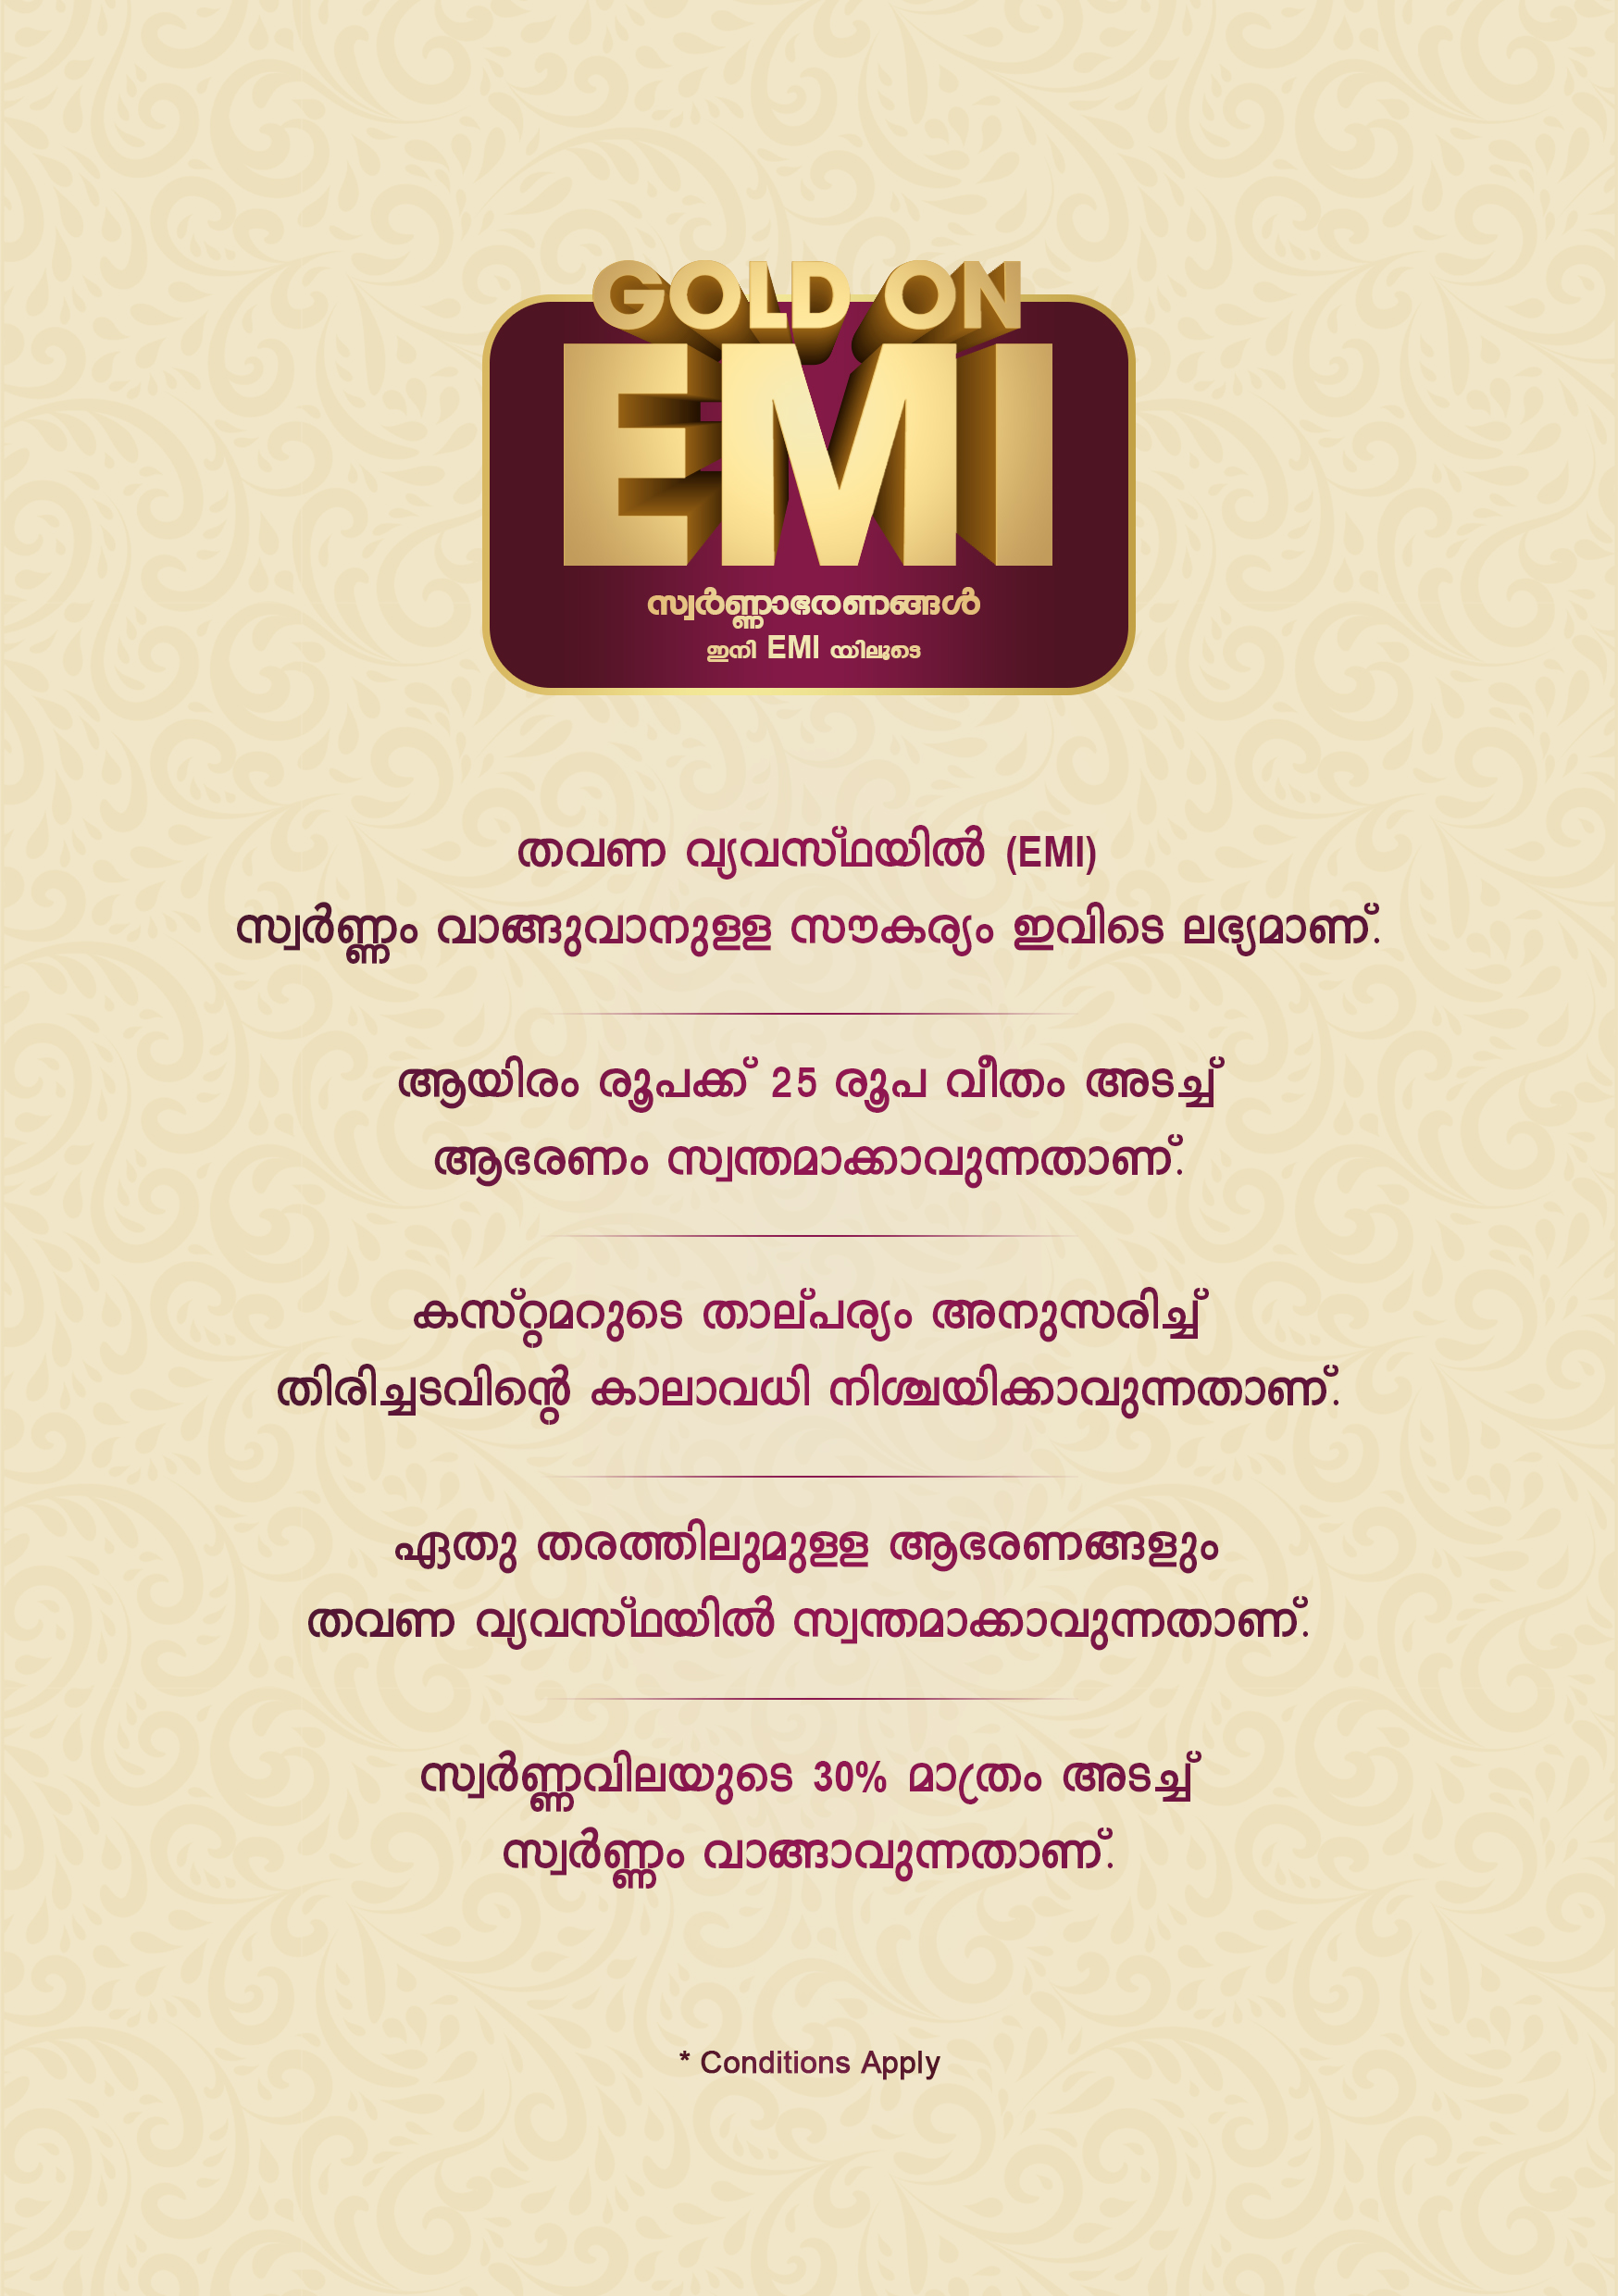 GOLD ON
EMI
സ്വർണ്ണാഭരണങ്ങൾ
ഇനി EMI യിലൂടെ
തവണ വ്യവസ്ഥയിൽ (EMI)
സ്വർണ്ണം വാങ്ങുവാനുള്ള സൗകര്യം ഇവിടെ ലഭ്യമാണ്.
ആയിരം രൂപക്ക് 25 രൂപ വീതം അടച്ച്
ആഭരണം സ്വന്തമാക്കാവുന്നതാണ്.
കസ്റ്റമറുടെ താല്പര്യം അനുസരിച്ച്
തിരിച്ചടവിന്റെ കാലാവധി നിശ്ചയിക്കാവുന്നതാണ്.
ഏതു തരത്തിലുമുള്ള ആഭരണങ്ങളും
തവണ വ്യവസ്ഥയിൽ സ്വന്തമാക്കാവുന്നതാണ്.
സ്വർണ്ണവിലയുടെ 30% മാത്രം അടച്ച്
സ്വർണ്ണം വാങ്ങാവുന്നതാണ്.
* Conditions Apply